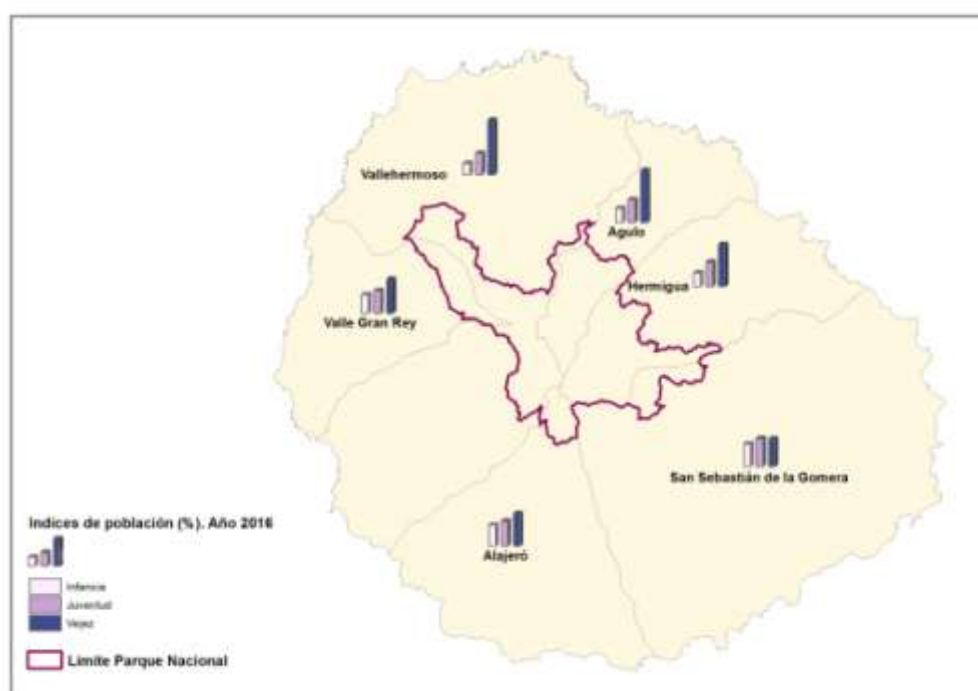 Vallehermoso
Agulo
Hermigua
Valle Gran Rey
San Sebastián de la Gomera
Alajeró
Indices de población (%). Año 2016
Infancia
Juventud
Vejez
Límite Parque Nacional